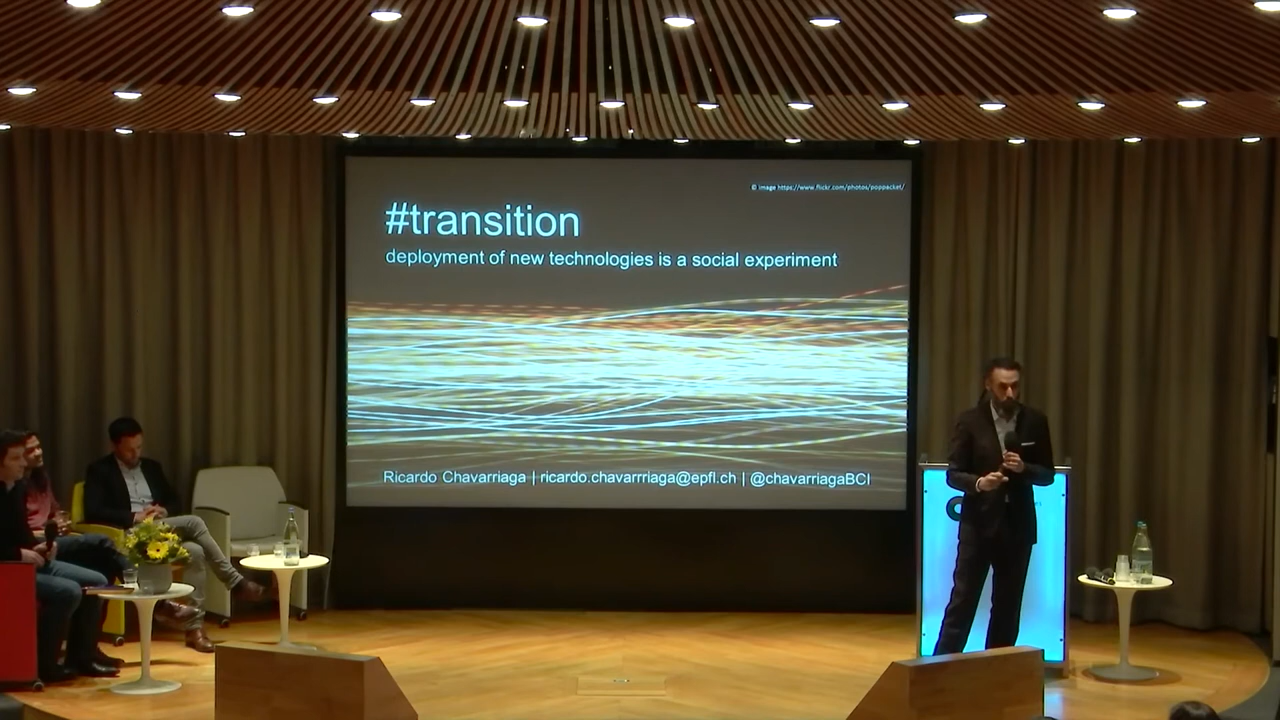 © image https://www.flickr.com/photos/poppacket/
#transition
deployment of new technologies is a social experiment
Ricardo Chavarriaga | ricardo.chavarrriaga@epfl.ch | @chavarriagaBCI